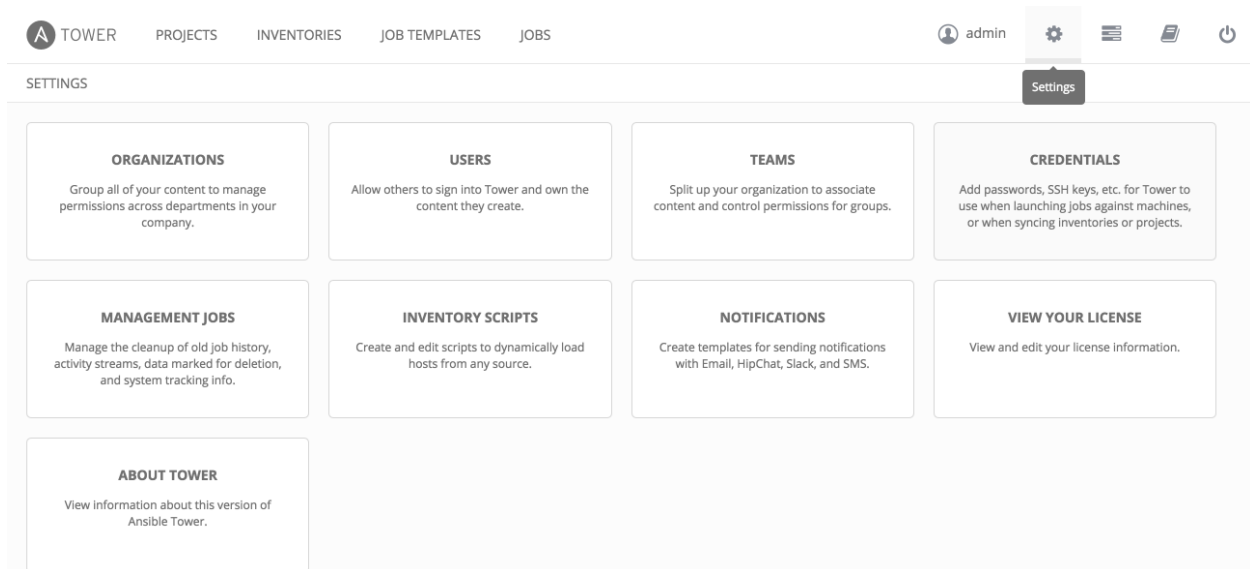 TOWER PROJECTS INVENTORIES JOB TEMPLATES JOBS admin
SETTINGS
Settings
ORGANIZATIONS
Group all of your content to manage
permissions across departments in your
company.
USERS
Allow others to sign into Tower and own the
content they create.
TEAMS
Split up your organization to associate
content and control permissions for groups.
CREDENTIALS
Add passwords, SSH keys, etc. for Tower to
use when launching jobs against machines,
or when syncing inventories or projects.
MANAGEMENT JOBS
Manage the cleanup of old job history,
activity streams, data marked for deletion,
and system tracking info.
INVENTORY SCRIPTS
Create and edit scripts to dynamically load
hosts from any source.
NOTIFICATIONS
Create templates for sending notifications
with Email, HipChat, Slack, and SMS.
VIEW YOUR LICENSE
View and edit your license information.
ABOUT TOWER
View information about this version of
Ansible Tower.